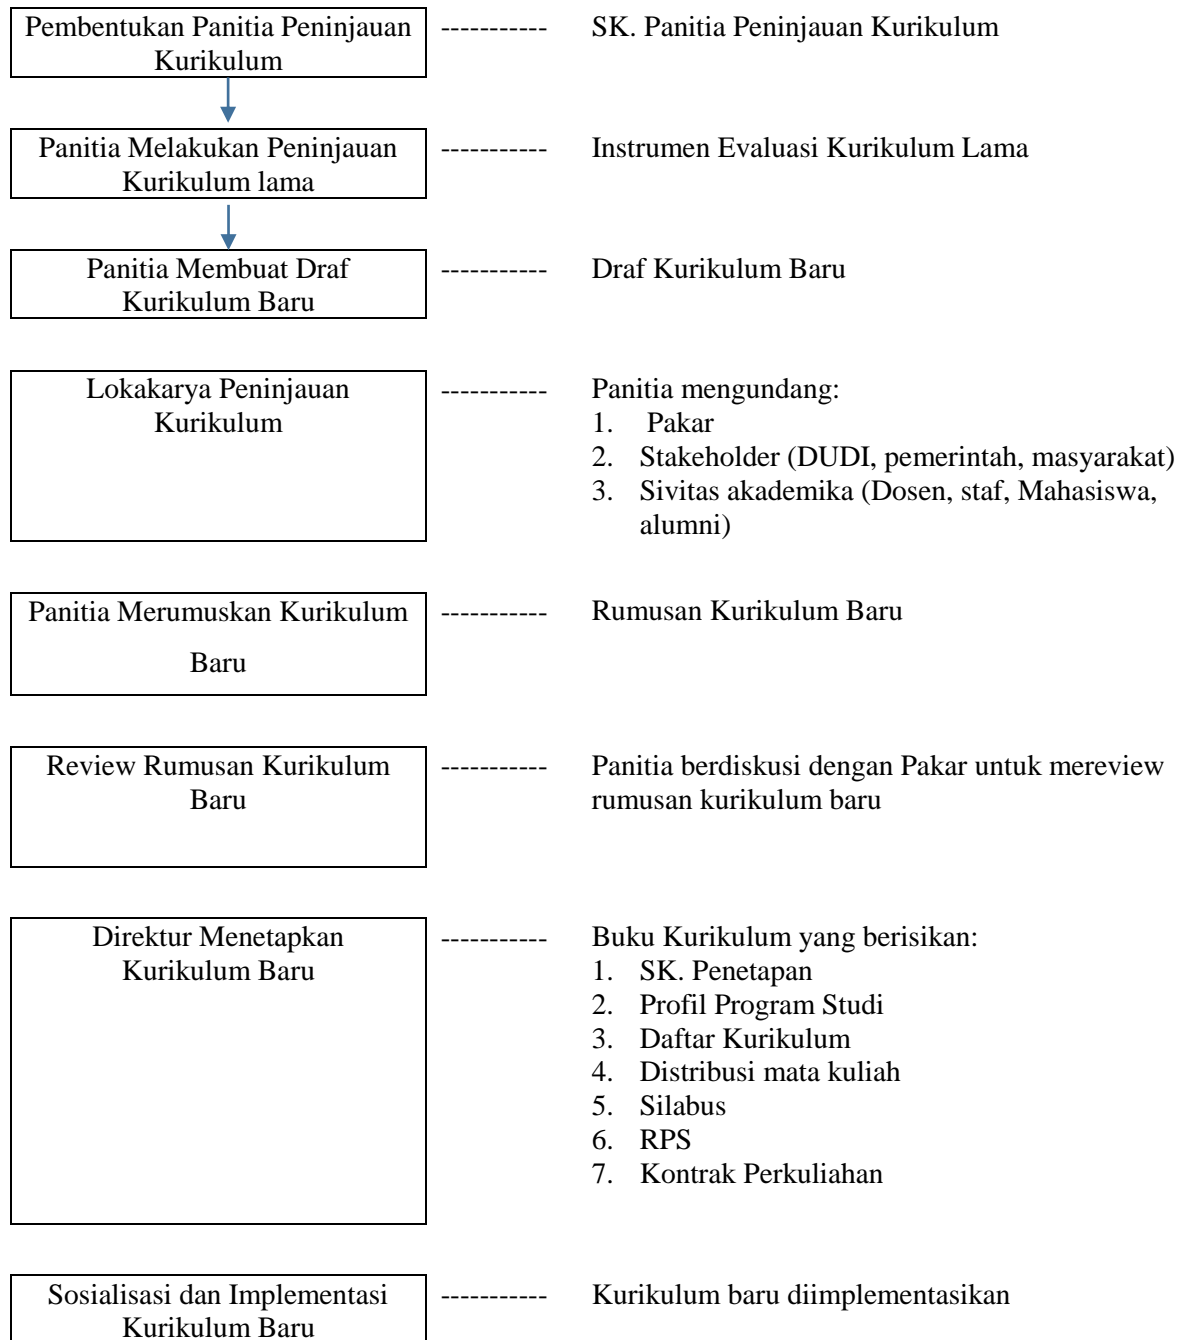 Pembentukan Panitia Peninjauan ----------- SK. Panitia Peninjauan Kurikulum
Kurikulum
Panitia Melakukan Peninjauan ----------- Instrumen Evaluasi Kurikulum Lama
Kurikulum lama
Panitia Membuat Draf ----------- Draf Kurikulum Baru
Kurikulum Baru
Lokakarya Peninjauan ----------- Panitia mengundang:
Kurikulum
1. Pakar
2. Stakeholder (DUDI, pemerintah, masyarakat)
3. Sivitas akademika (Dosen, staf, Mahasiswa,
alumni)
Panitia Merumuskan Kurikulum ----------- Rumusan Kurikulum Baru
Baru
Review Rumusan Kurikulum ----------- Panitia berdiskusi dengan Pakar untuk mereview
Baru
rumusan kurikulum baru
Direktur Menetapkan ----------- Buku Kurikulum yang berisikan:
Kurikulum Baru
1. SK. Penetapan
2. Profil Program Studi
3. Daftar Kurikulum
4. Distribusi mata kuliah
5. Silabus
6. RPS
7. Kontrak Perkuliahan
Sosialisasi dan Implementasi ----------- Kurikulum baru diimplementasikan
Kurikulum Baru